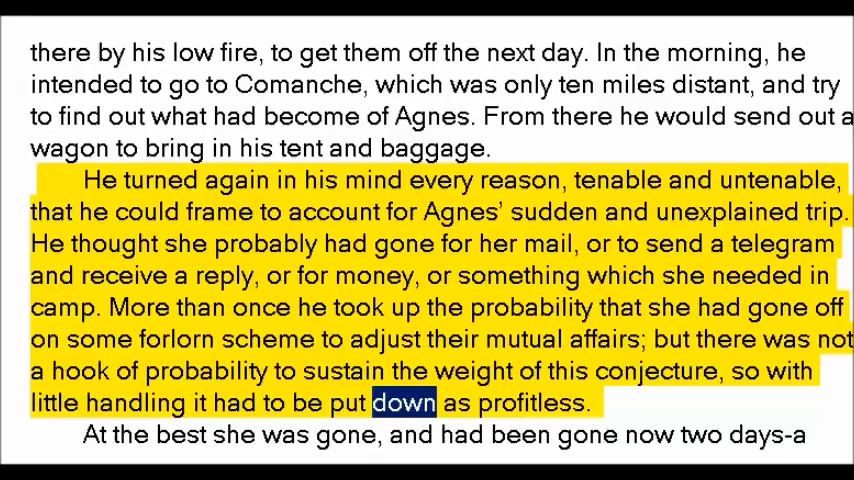 there by his low fire, to get them off the next day. In the morning, he
intended to go to Comanche, which was only ten miles distant, and try
to find out what had become of Agnes. From there he would send out a
wagon to bring in his tent and baggage.
He turned again in his mind every reason, tenable and untenable,
that he could frame to account for Agnes’ sudden and unexplained trip.
He thought she probably had gone for her mail, or to send a telegram
and receive a reply, or for money, or something which she needed in
camp. More than once he took up the probability that she had gone off
on some forlorn scheme to adjust their mutual affairs; but there was not
a hook of probability to sustain the weight of this conjecture, so with
little handling it had to be put down as profitless.
At the best she was gone, and had been gone now two days-a